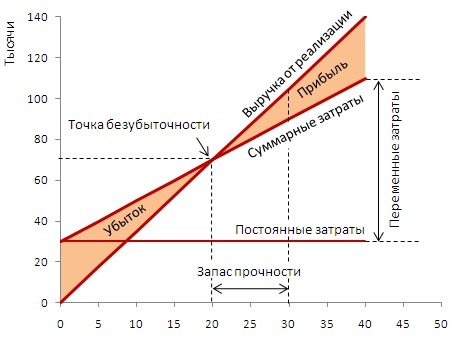 Тысячи
140
120
100
80
60
40
20
0
Выручка от реализации
Прибыль
Суммарные затраты
Точка безубыточности
Переменные затраты
Убыток
Постоянные затраты
Запас прочности
0 5 10 15 20 25 30 35 40 45 50